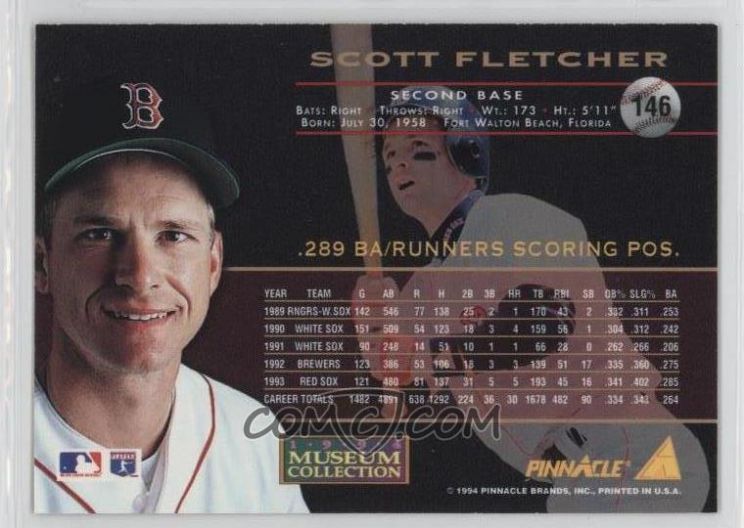 SCOTT FLETCHER
SECOND BASE
146
BATS: RIGHT • THROWS: RIGHT • WT.: 173 • HT.: 5'11"
BORN: JULY 30, 1958 • FORT WALTON BEACH, FLORIDA
B
.289 BA/RUNNERS SCORING POS.
YEAR TEAM G AB R H 2B 3B HR TB RBI SB OB% SLG% BA
1989 RNGRS-W.SOX 142 546 77 138 25 2 1 170 43 2 .332 .311 .253
1990 WHITE SOX 151 509 54 123 18 3 4 159 56 1 .304 .312 .242
1991 WHITE SOX 90 248 14 51 10 1 1 66 28 0 .262 .266 .206
1992 BREWERS 123 386 53 106 18 3 3 139 51 17 .335 .360 .275
1993 RED SOX 121 480 81 137 31 5 5 193 45 16 .341 .402 .285
CAREER TOTALS 1482 4891 638 1292 224 36 30 1678 482 90 .334 .343 .264
COMC.COM
1994
MUSEUM
COLLECTION
PINNACLE
© 1994 PINNACLE BRANDS, INC., PRINTED IN U.S.A.